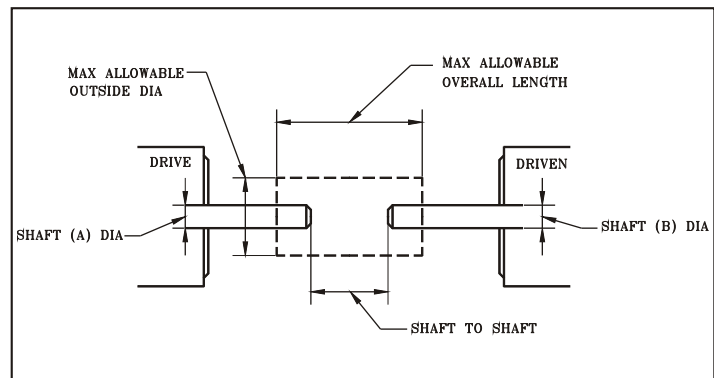 MAX ALLOWABLE
OUTSIDE DIA
MAX ALLOWABLE
OVERALL LENGTH
DRIVE
DRIVEN
SHAFT (A) DIA
SHAFT (B) DIA
SHAFT TO SHAFT